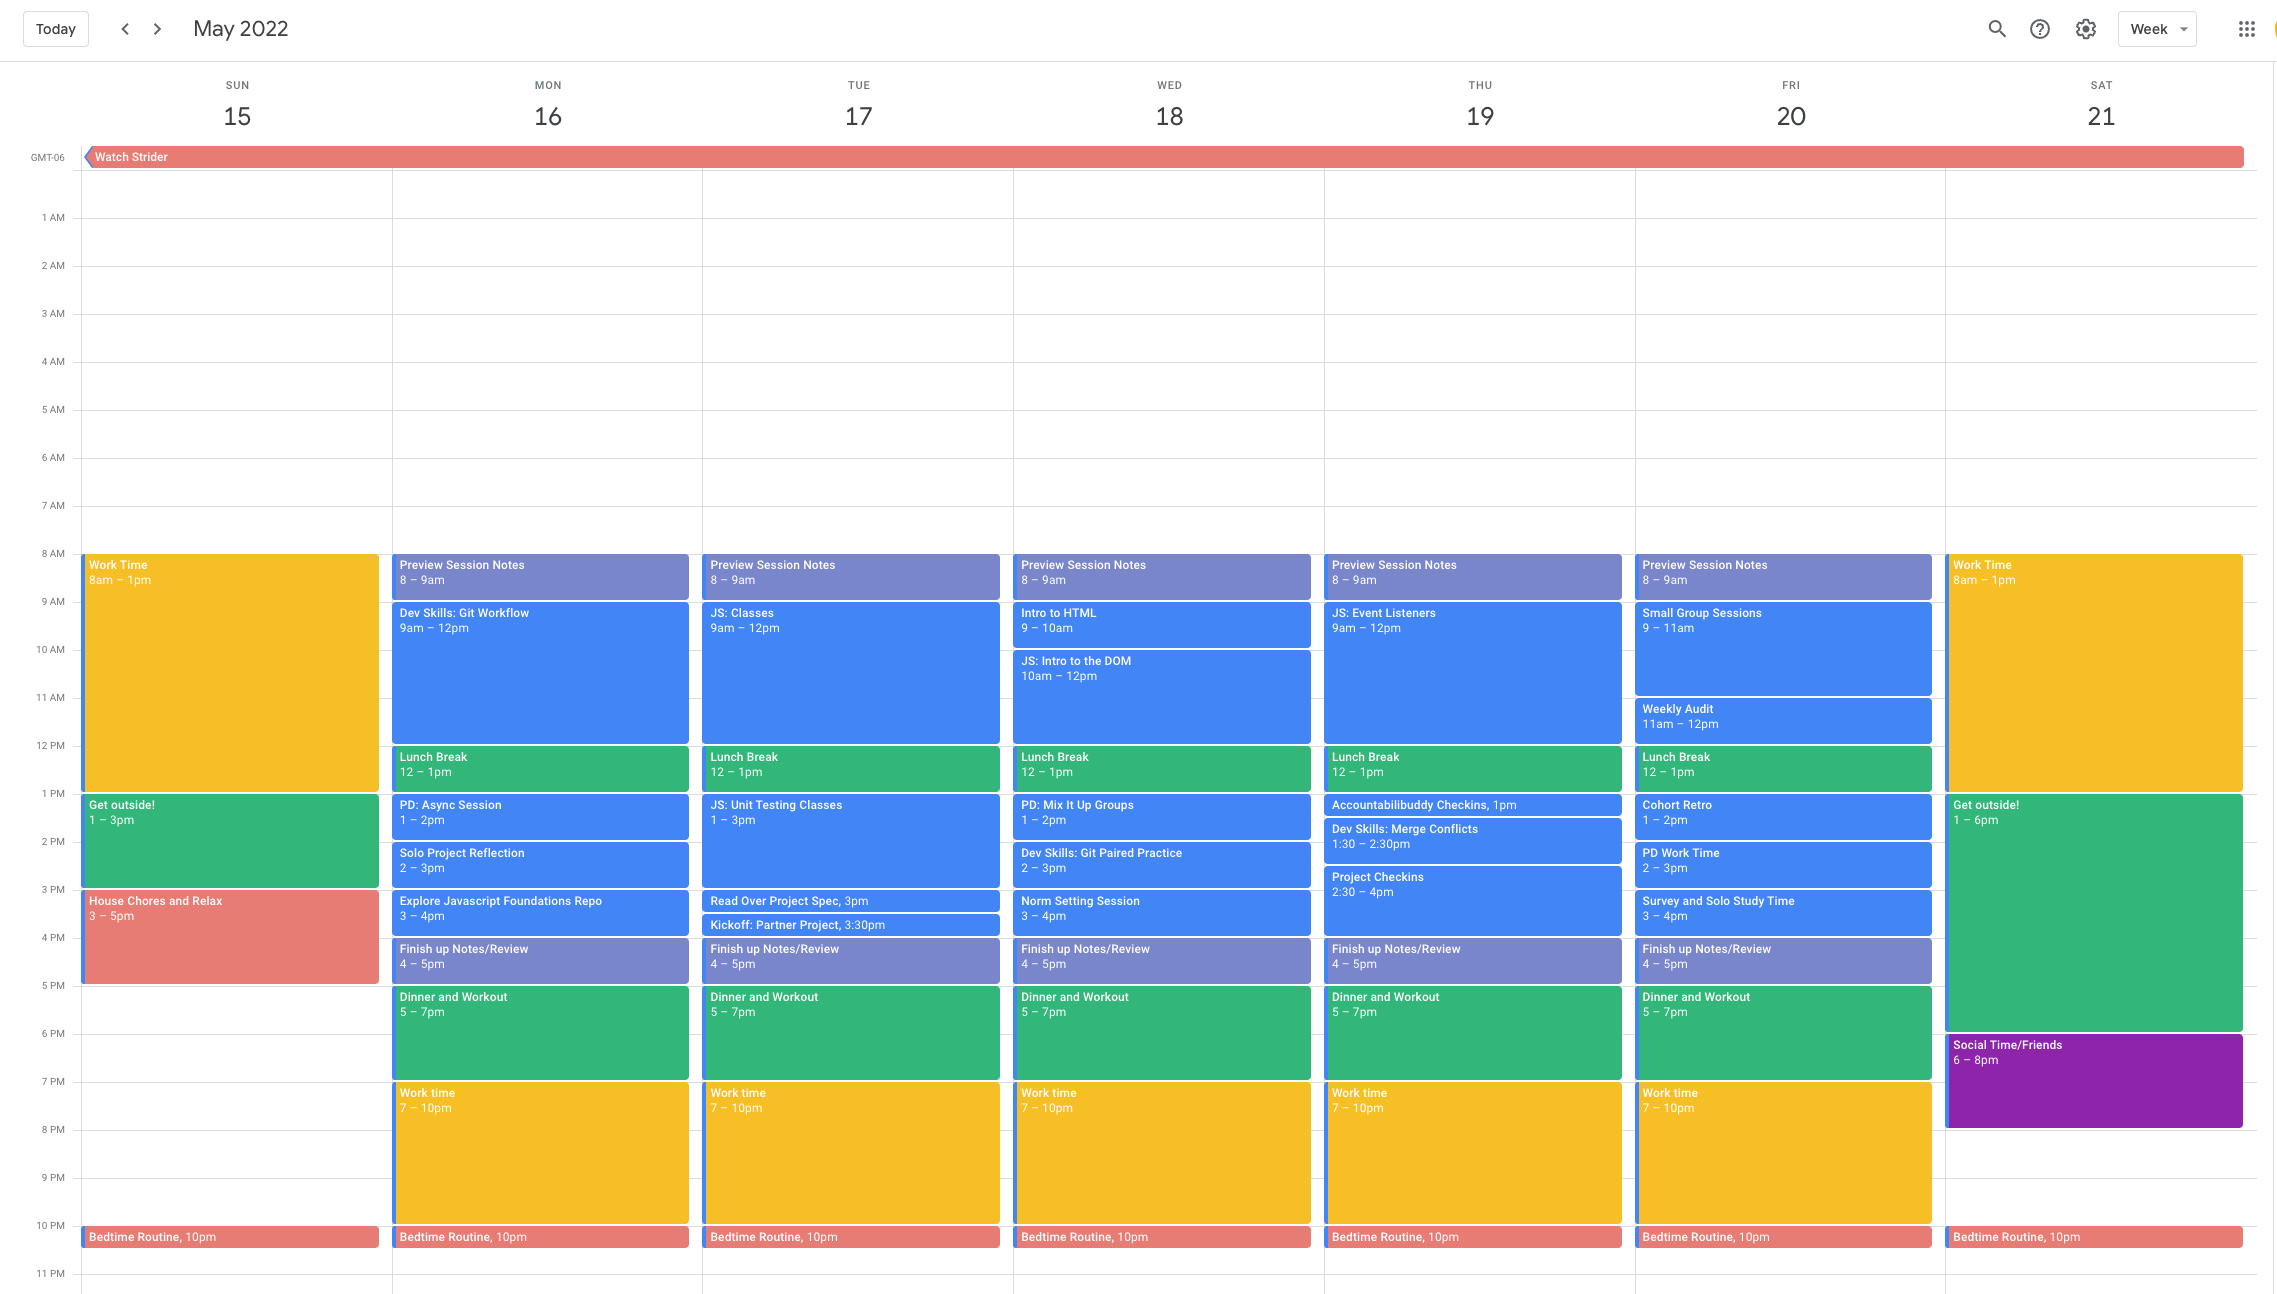 Today
May 2022
Week
SUN
15
MON
16
TUE
17
WED
18
THU
19
FRI
20
SAT
21
GMT-06
Watch Strider
1 AM
2 AM
3 AM
4 AM
5 AM
6 AM
7 AM
8 AM
9 AM
10 AM
11 AM
12 PM
1 PM
2 PM
3 PM
4 PM
5 PM
6 PM
7 PM
8 PM
9 PM
10 PM
11 PM
Work Time
8am – 1pm
Get outside!
1 – 3pm
House Chores and Relax
3 – 5pm
Bedtime Routine, 10pm
Preview Session Notes
8 – 9am
Dev Skills: Git Workflow
9am – 12pm
Lunch Break
12 – 1pm
PD: Async Session
1 – 2pm
Solo Project Reflection
2 – 3pm
Explore Javascript Foundations Repo
3 – 4pm
Finish up Notes/Review
4 – 5pm
Dinner and Workout
5 – 7pm
Work time
7 – 10pm
Bedtime Routine, 10pm
Preview Session Notes
8 – 9am
JS: Classes
9am – 12pm
Lunch Break
12 – 1pm
JS: Unit Testing Classes
1 – 3pm
Read Over Project Spec, 3pm
Kickoff: Partner Project, 3:30pm
Finish up Notes/Review
4 – 5pm
Dinner and Workout
5 – 7pm
Work time
7 – 10pm
Bedtime Routine, 10pm
Preview Session Notes
8 – 9am
Intro to HTML
9 – 10am
JS: Intro to the DOM
10am – 12pm
Lunch Break
12 – 1pm
PD: Mix It Up Groups
1 – 2pm
Dev Skills: Git Paired Practice
2 – 3pm
Norm Setting Session
3 – 4pm
Finish up Notes/Review
4 – 5pm
Dinner and Workout
5 – 7pm
Work time
7 – 10pm
Bedtime Routine, 10pm
Preview Session Notes
8 – 9am
JS: Event Listeners
9am – 12pm
Lunch Break
12 – 1pm
Accountabilibuddy Checkins, 1pm
Dev Skills: Merge Conflicts
1:30 – 2:30pm
Project Checkins
2:30 – 4pm
Finish up Notes/Review
4 – 5pm
Dinner and Workout
5 – 7pm
Work time
7 – 10pm
Bedtime Routine, 10pm
Preview Session Notes
8 – 9am
Small Group Sessions
9 – 11am
Weekly Audit
11am – 12pm
Lunch Break
12 – 1pm
Cohort Retro
1 – 2pm
PD Work Time
2 – 3pm
Survey and Solo Study Time
3 – 4pm
Finish up Notes/Review
4 – 5pm
Dinner and Workout
5 – 7pm
Work time
7 – 10pm
Bedtime Routine, 10pm
Work Time
8am – 1pm
Get outside!
1 – 6pm
Social Time/Friends
6 – 8pm
Bedtime Routine, 10pm